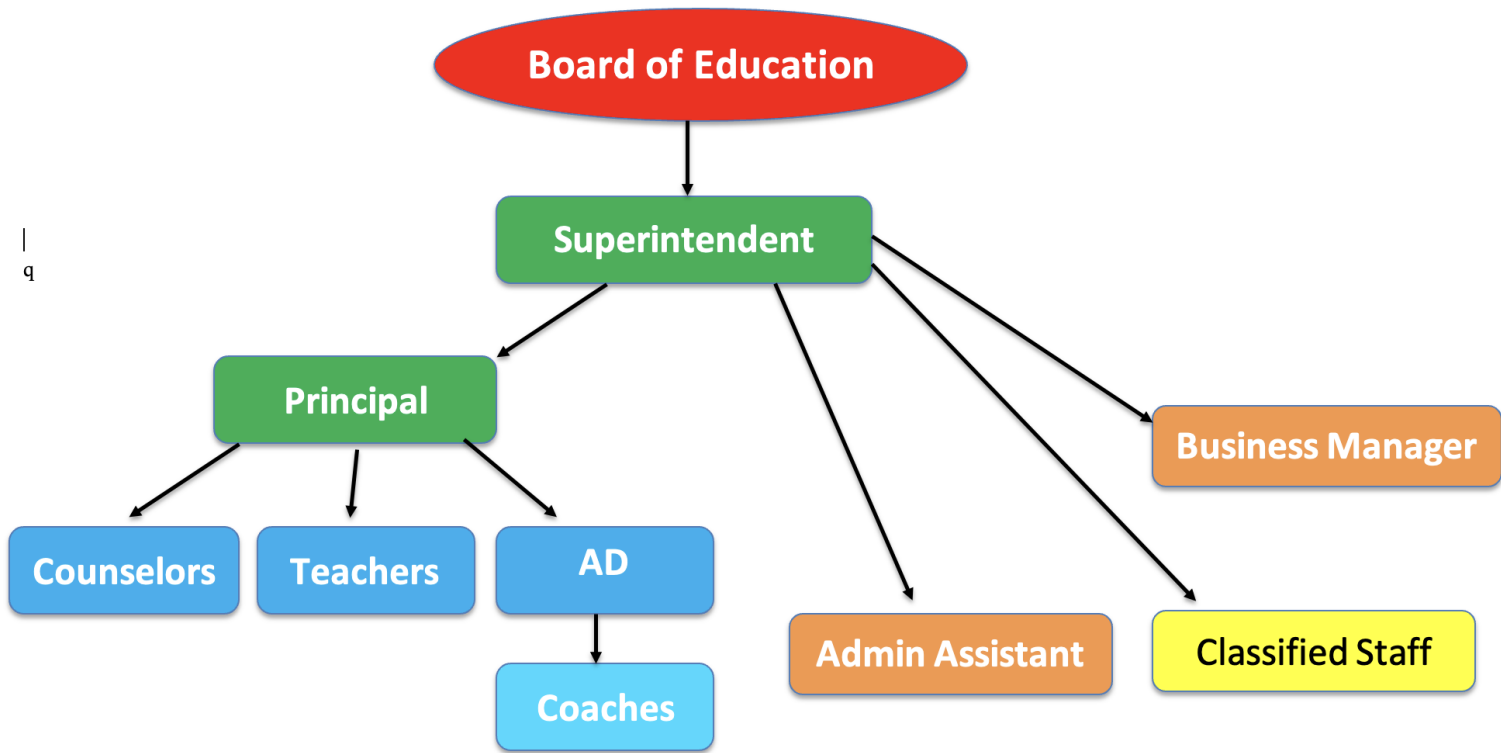 Board of Education
Superintendent
|
q
Principal
Business Manager
Counselors
Teachers
AD
Admin Assistant
Classified Staff
Coaches